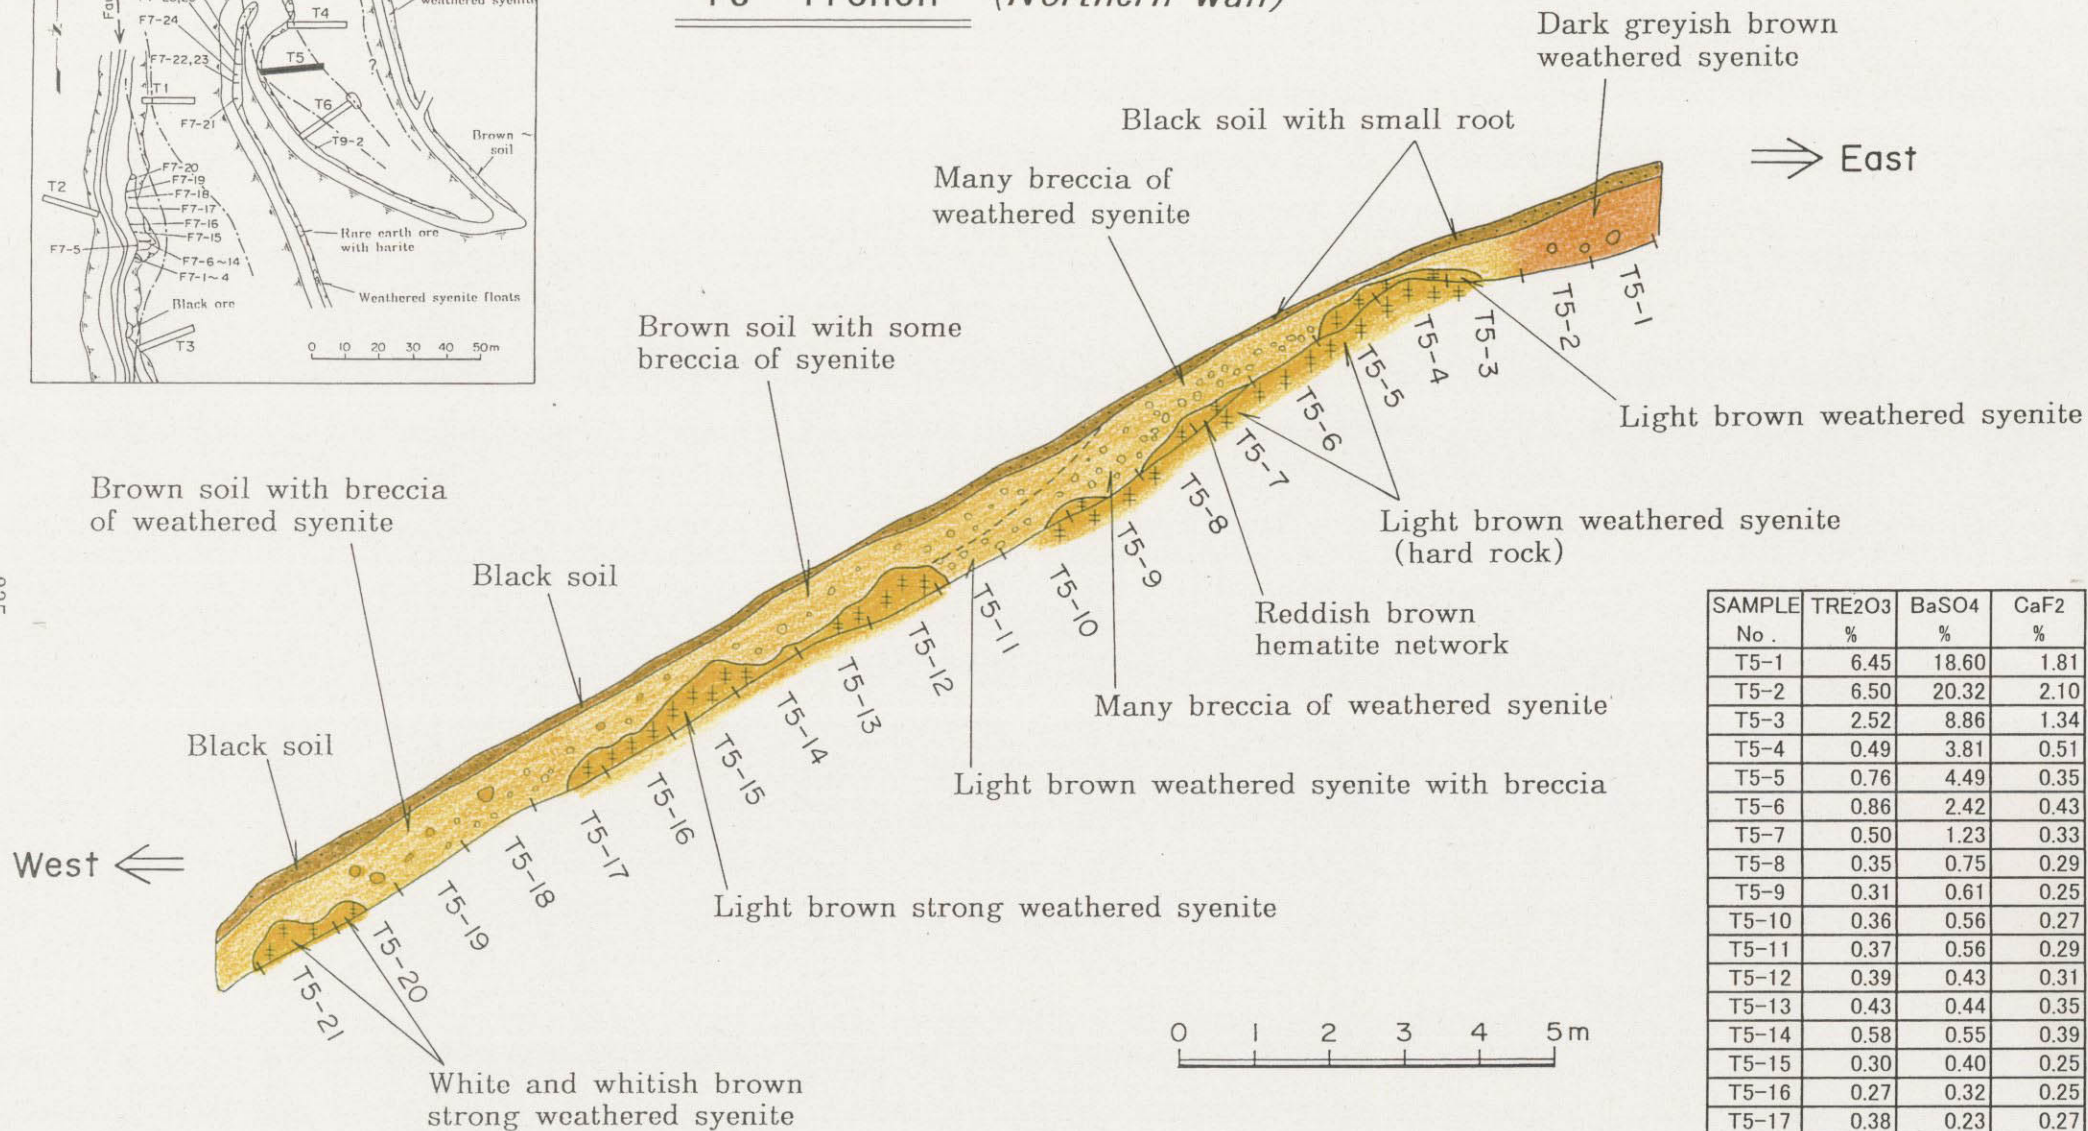 (Northern wall)
T4
F7-24
F7-22,23
T5
T1
T6
F7-21
T9-2
Brown ~
soil
F7-20
F7-19
T2
F7-18
F7-17
F7-16
F7-15
F7-5
F7-6~14
F7-1~4
Rare earth ore
with barite
Black ore
Weathered syenite floats
T3
0 10 20 30 40 50m
Dark greyish brown
weathered syenite
Black soil with small root
East
Many breccia of
weathered syenite
Brown soil with some
breccia of syenite
Light brown weathered syenite
Brown soil with breccia
of weathered syenite
Light brown weathered syenite
(hard rock)
Black soil
Reddish brown
hematite network
Many breccia of weathered syenite
Black soil
Light brown weathered syenite with breccia
West
Light brown strong weathered syenite
White and whitish brown
strong weathered syenite
T5-1
T5-2
T5-3
T5-4
T5-5
T5-6
T5-7
T5-8
T5-9
T5-10
T5-11
T5-12
T5-13
T5-14
T5-15
T5-16
T5-17
T5-18
T5-19
T5-20
T5-21
0 1 2 3 4 5m
SAMPLE TRE2O3 BaSO4 CaF2
No. % % %
T5-1 6.45 18.60 1.81
T5-2 6.50 20.32 2.10
T5-3 2.52 8.86 1.34
T5-4 0.49 3.81 0.51
T5-5 0.76 4.49 0.35
T5-6 0.86 2.42 0.43
T5-7 0.50 1.23 0.33
T5-8 0.35 0.75 0.29
T5-9 0.31 0.61 0.25
T5-10 0.36 0.56 0.27
T5-11 0.37 0.56 0.29
T5-12 0.39 0.43 0.31
T5-13 0.43 0.44 0.35
T5-14 0.58 0.55 0.39
T5-15 0.30 0.40 0.25
T5-16 0.27 0.32 0.25
T5-17 0.38 0.23 0.27